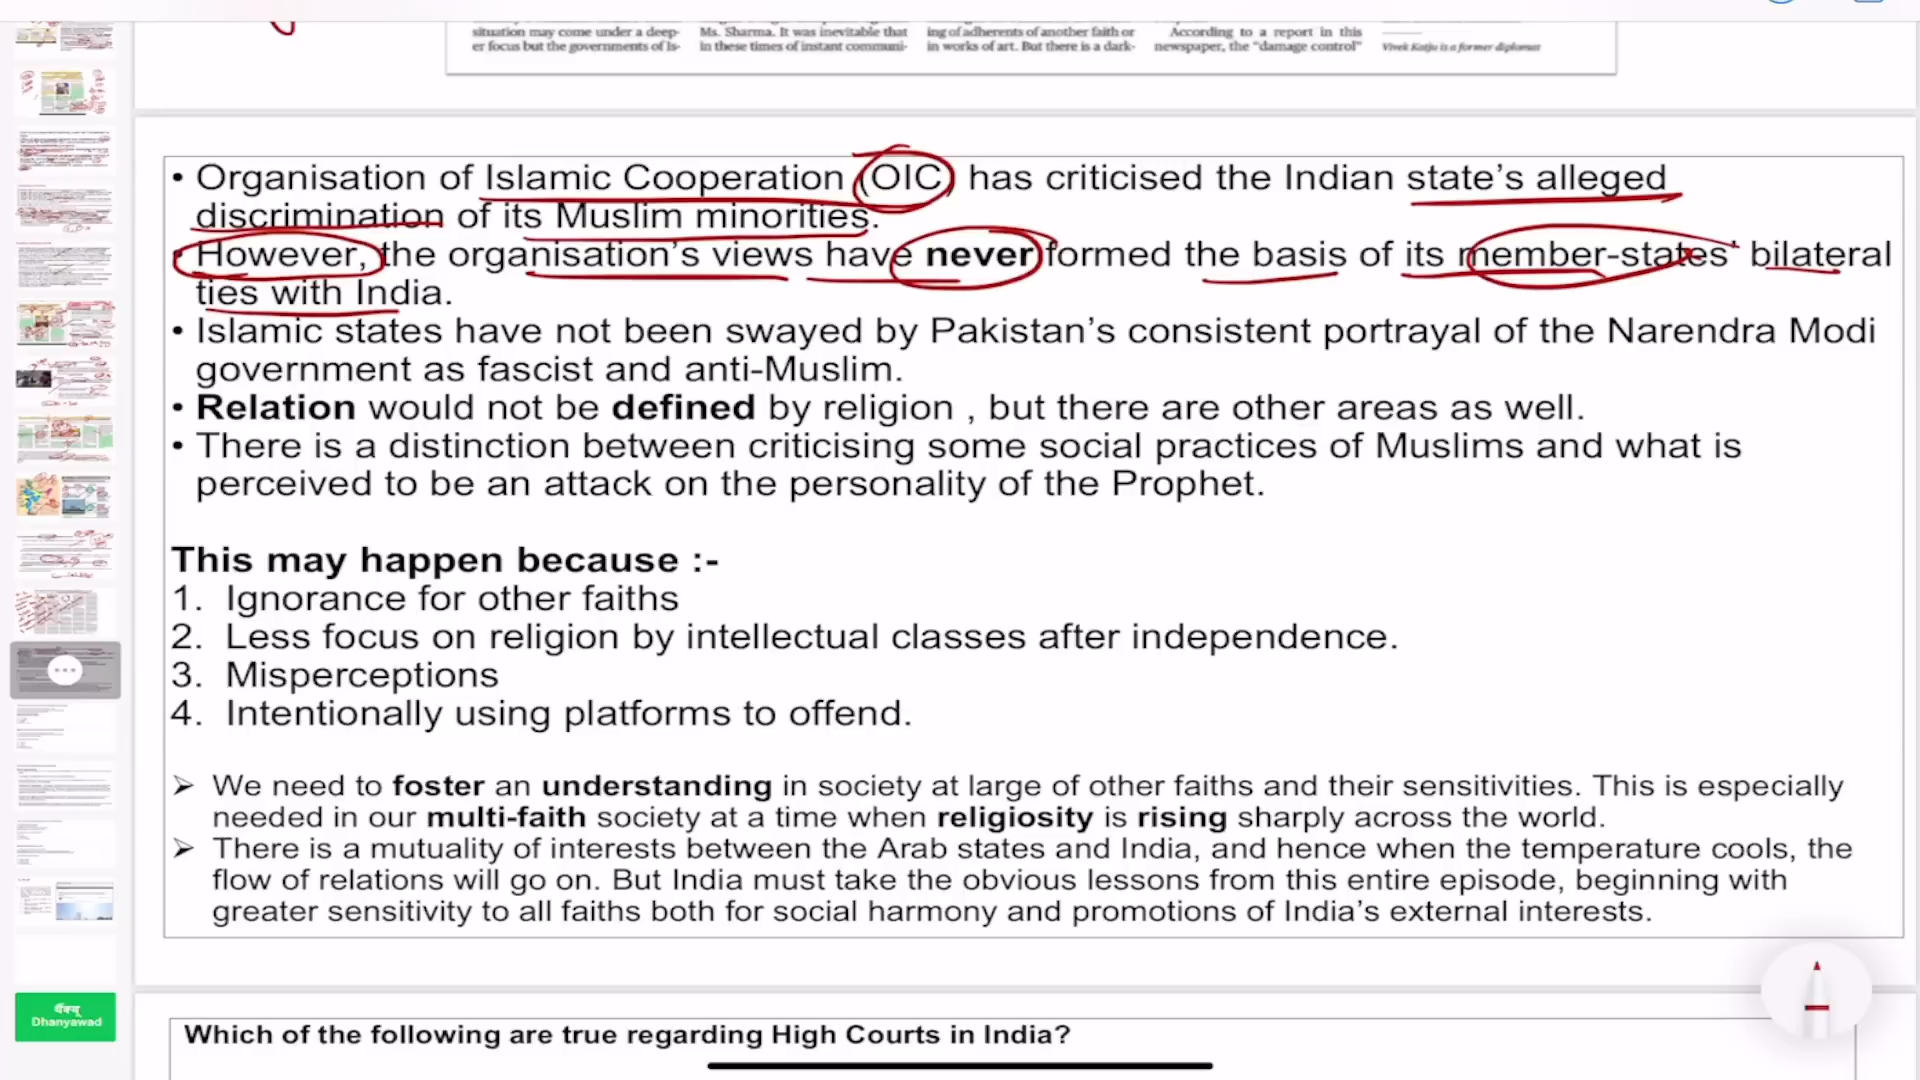 situation may come under a deep-
er focus but the governments of Is-
Ms. Sharma. It was inevitable that
in these times of instant communi-
ing of adherents of another faith or
in works of art. But there is a dark-
According to a report in this
newspaper, the "damage control"
Vivek Katju is a former diplomat
• Organisation of Islamic Cooperation (OIC) has criticised the Indian state's alleged
discrimination of its Muslim minorities.
• However, the organisation's views have never formed the basis of its member-states' bilateral
ties with India.
• Islamic states have not been swayed by Pakistan's consistent portrayal of the Narendra Modi
government as fascist and anti-Muslim.
• Relation would not be defined by religion , but there are other areas as well.
• There is a distinction between criticising some social practices of Muslims and what is
perceived to be an attack on the personality of the Prophet.
This may happen because :-
1. Ignorance for other faiths
2. Less focus on religion by intellectual classes after independence.
3. Misperceptions
4. Intentionally using platforms to offend.
➢ We need to foster an understanding in society at large of other faiths and their sensitivities. This is especially
needed in our multi-faith society at a time when religiosity is rising sharply across the world.
➢ There is a mutuality of interests between the Arab states and India, and hence when the temperature cools, the
flow of relations will go on. But India must take the obvious lessons from this entire episode, beginning with
greater sensitivity to all faiths both for social harmony and promotions of India's external interests.
Dhanyawad
Which of the following are true regarding High Courts in India?